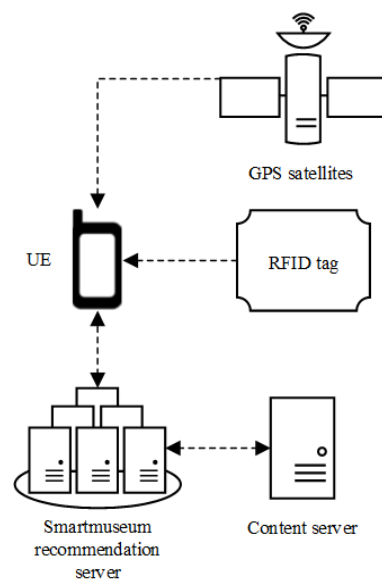 GPS satellites
UE
RFID tag
Smartmuseum
recommendation
server
Content server